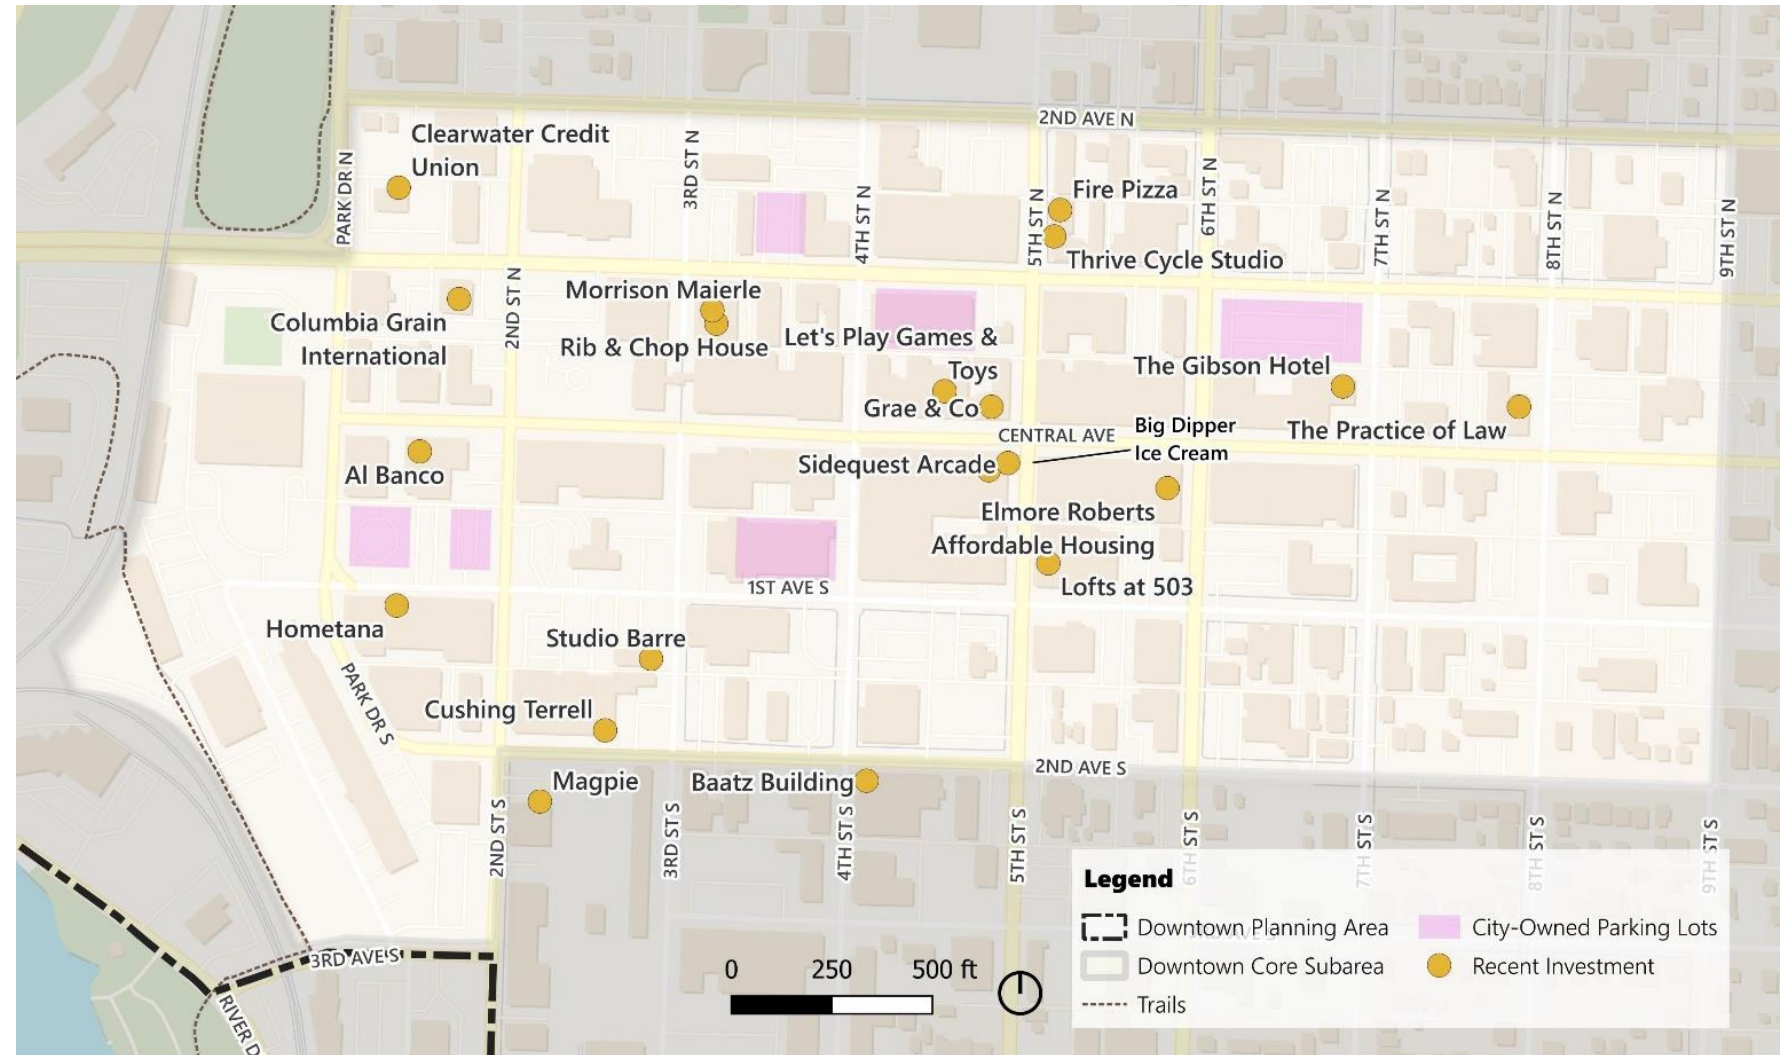 2ND AVE N
Clearwater Credit
Union
PARK DR N
3RD ST N
4TH ST N
5TH ST N
6TH ST N
7TH ST N
8TH ST N
9TH ST N
Fire Pizza
Thrive Cycle Studio
2ND ST N
Columbia Grain
International
Morrison Maierle
Rib & Chop House
Let's Play Games &
Toys
Grae & Co
The Gibson Hotel
The Practice of Law
CENTRAL AVE
Big Dipper
Ice Cream
Al Banco
Sidequest Arcade
Elmore Roberts
Affordable Housing
Lofts at 503
1ST AVE S
Hometana
Studio Barre
PARK DR S
Cushing Terrell
2ND AVE S
Magpie
Baatz Building
2ND ST S
3RD ST S
4TH ST S
5TH ST S
6TH ST S
7TH ST S
8TH ST S
9TH ST S
3RD AVE S
RIVER D
0 250 500 ft
Legend
Downtown Planning Area
Downtown Core Subarea
Trails
City-Owned Parking Lots
Recent Investment